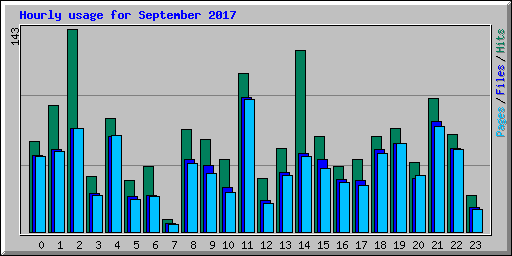 Hourly usage for September 2017
143
Pages/Files/Hits
0 1 2 3 4 5 6 7 8 9 10 11 12 13 14 15 16 17 18 19 20 21 22 23